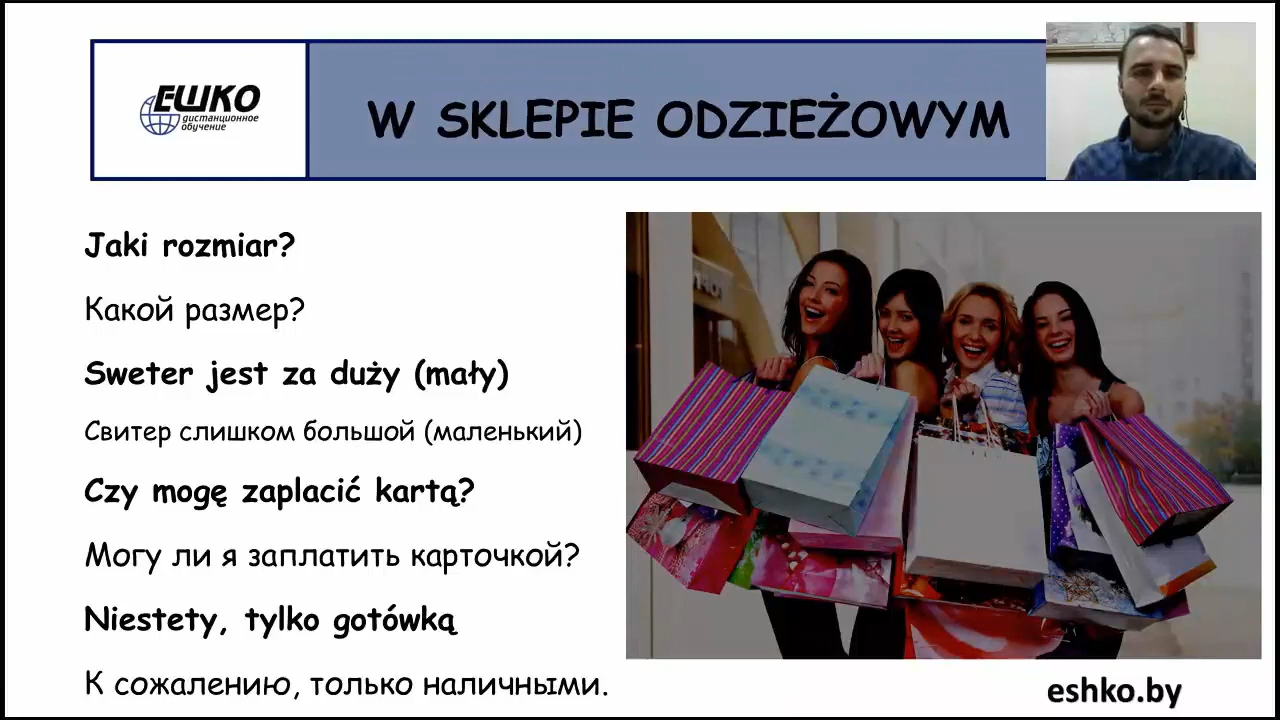 ЕШКО
дистанционное
обучение
W SKLEPIE ODZIEŻOWYM
Jaki rozmiar?
Какой размер?
Sweter jest za duży (mały)
Свитер слишком большой (маленький)
Czy mogę zaplacić kartą?
Могу ли я заплатить карточкой?
Niestety, tylko gotówką
К сожалению, только наличными.
eshko.by